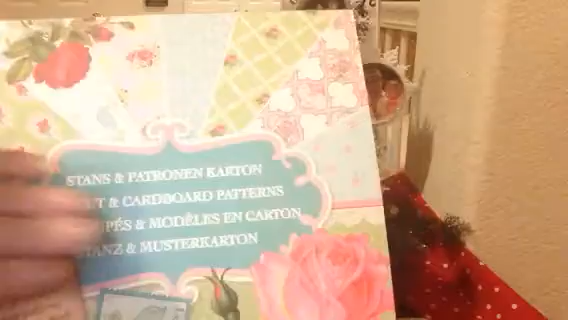 STANS & PATRONEN KARTON
& CARDBOARD PATTERNS
& MODÈLES EN CARTON
& MUSTERKARTON